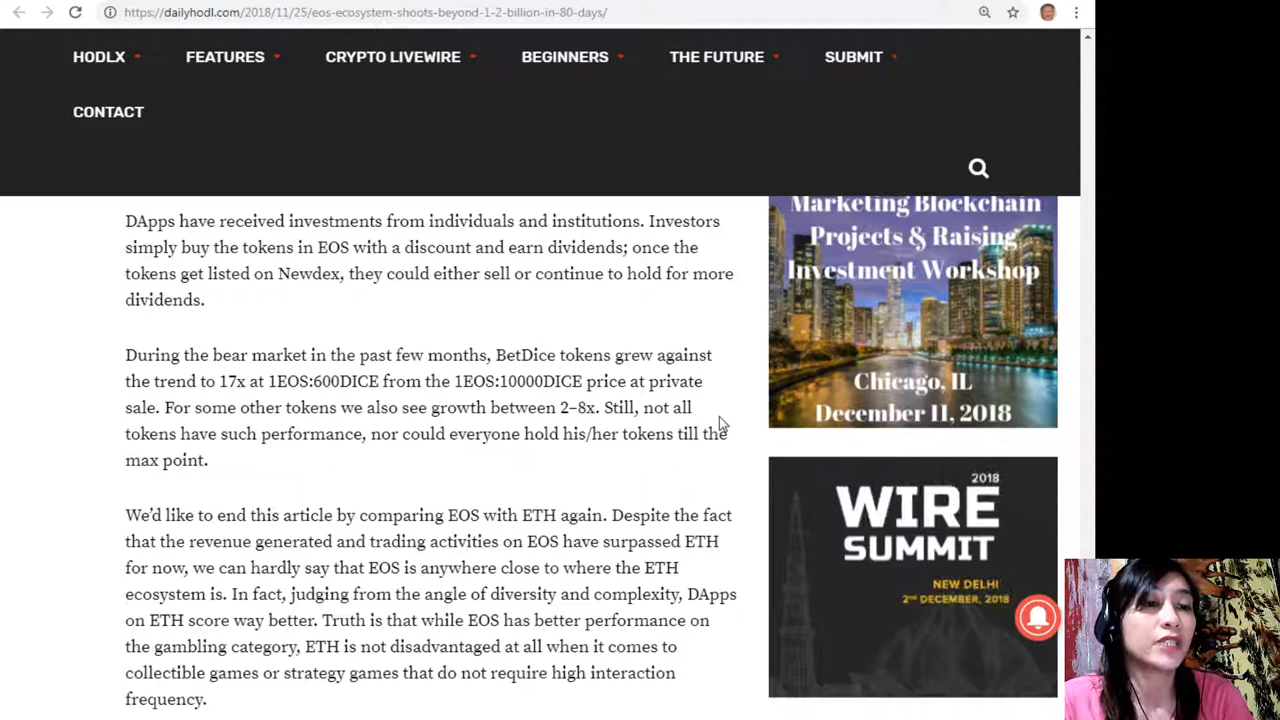 https://dailyhodl.com/2018/11/25/eos-ecosystem-shoots-beyond-1-2-billion-in-80-days/
HODLX FEATURES CRYPTO LIVEWIRE BEGINNERS THE FUTURE SUBMIT
CONTACT
DApps have received investments from individuals and institutions. Investors
simply buy the tokens in EOS with a discount and earn dividends; once the
tokens get listed on Newdex, they could either sell or continue to hold for more
dividends.
During the bear market in the past few months, BetDice tokens grew against
the trend to 17x at 1EOS:600DICE from the 1EOS:10000DICE price at private
sale. For some other tokens we also see growth between 2–8x. Still, not all
tokens have such performance, nor could everyone hold his/her tokens till the
max point.
We'd like to end this article by comparing EOS with ETH again. Despite the fact
that the revenue generated and trading activities on EOS have surpassed ETH
for now, we can hardly say that EOS is anywhere close to where the ETH
ecosystem is. In fact, judging from the angle of diversity and complexity, DApps
on ETH score way better. Truth is that while EOS has better performance on
the gambling category, ETH is not disadvantaged at all when it comes to
collectible games or strategy games that do not require high interaction
frequency.
Marketing Blockchain
Projects & Raising
Investment Workshop
Chicago, IL
December 11, 2018
2018
WIRE
SUMMIT
NEW DELHI
2ND DECEMBER, 2018